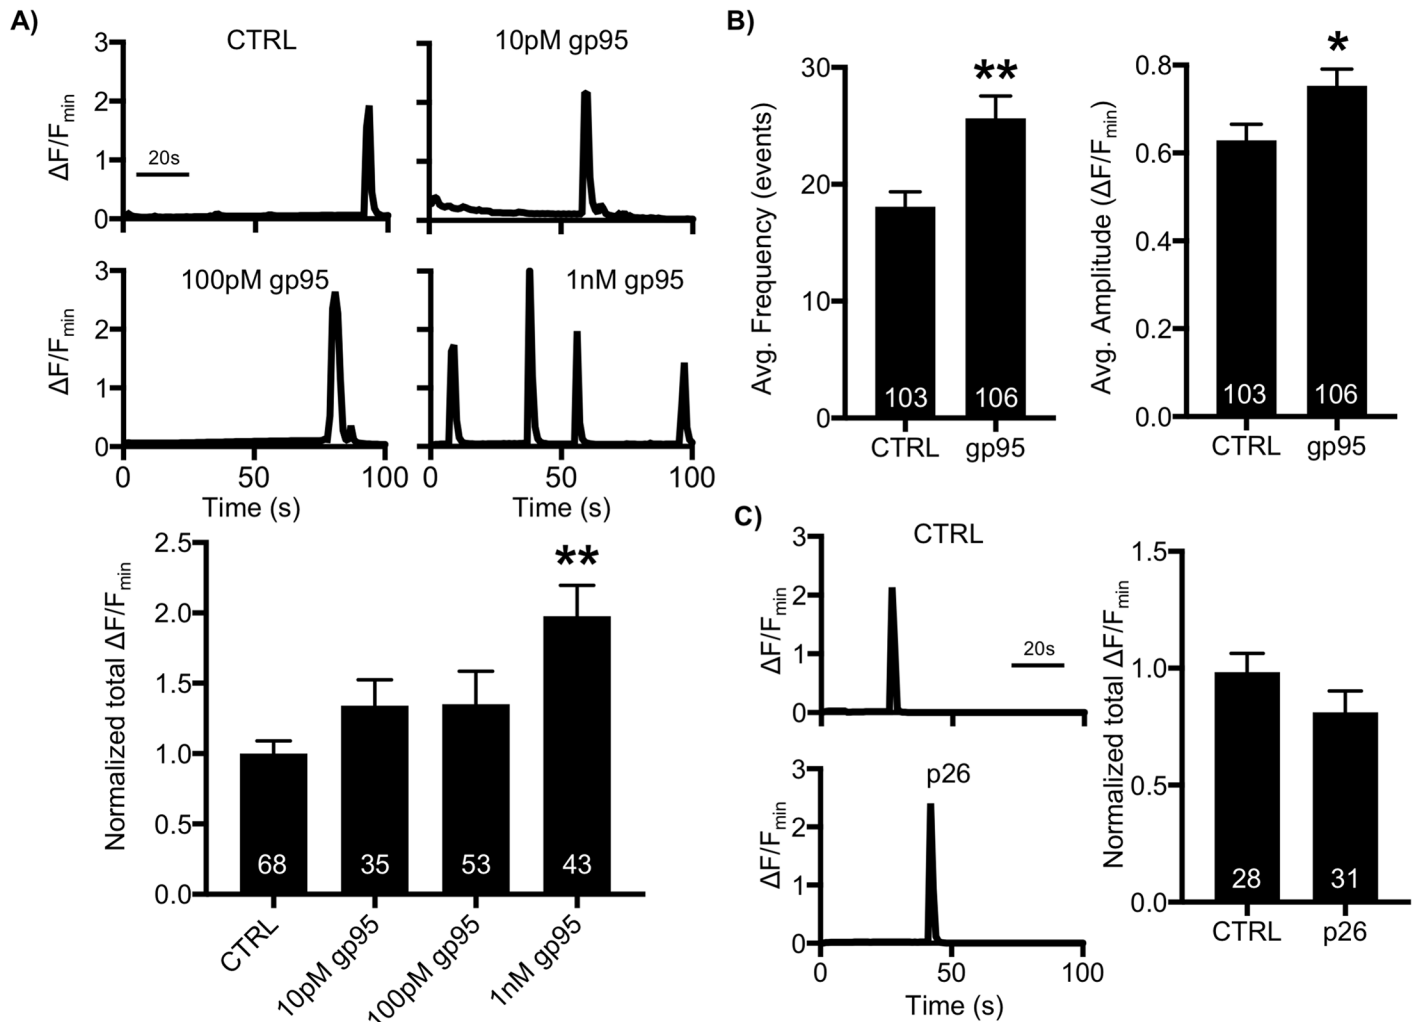 A)
CTRL
10pM gp95
3
2
1
0
ΔF/Fmin
20s
100pM gp95
1nM gp95
3
2
1
0
ΔF/Fmin
0 50 100
0 50 100
Time (s)
Time (s)
2.5
2.0
1.5
1.0
0.5
0.0
Normalized total ΔF/Fmin
**
68 35 53 43
CTRL
10pM gp95
100pM gp95
1nM gp95
B)
30
20
10
0
Avg. Frequency (events)
**
103 106
CTRL gp95
0.8
0.6
0.4
0.2
0.0
Avg. Amplitude (ΔF/Fmin)
*
103 106
CTRL gp95
C)
CTRL
3
2
1
0
ΔF/Fmin
20s
p26
3
2
1
0
ΔF/Fmin
0 50 100
Time (s)
1.5
1.0
0.5
0.0
Normalized total ΔF/Fmin
28 31
CTRL p26